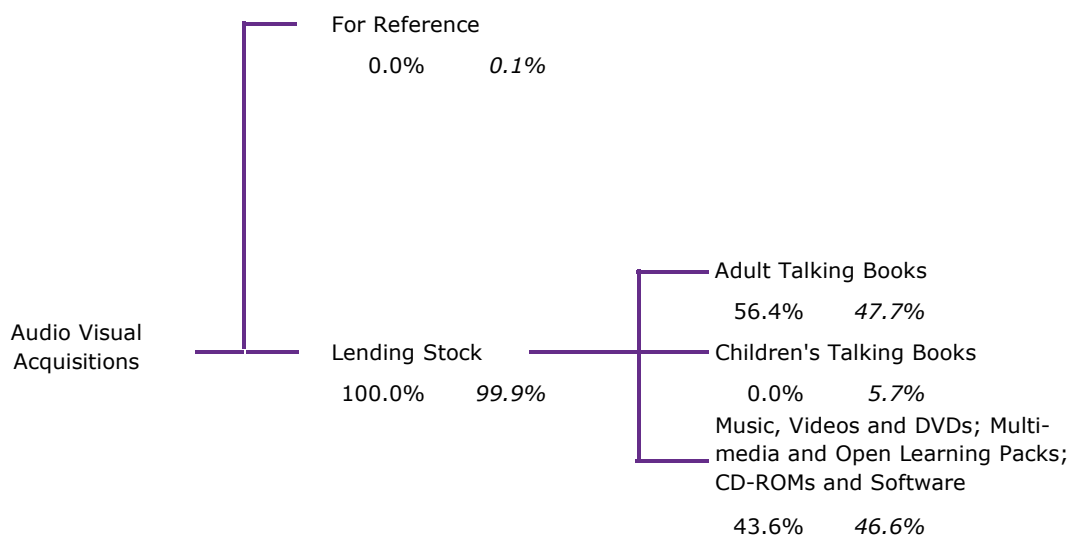 For Reference
0.0% 0.1%
Audio Visual
Acquisitions
Lending Stock
100.0% 99.9%
Adult Talking Books
56.4% 47.7%
Children's Talking Books
0.0% 5.7%
Music, Videos and DVDs; Multi-
media and Open Learning Packs;
CD-ROMs and Software
43.6% 46.6%